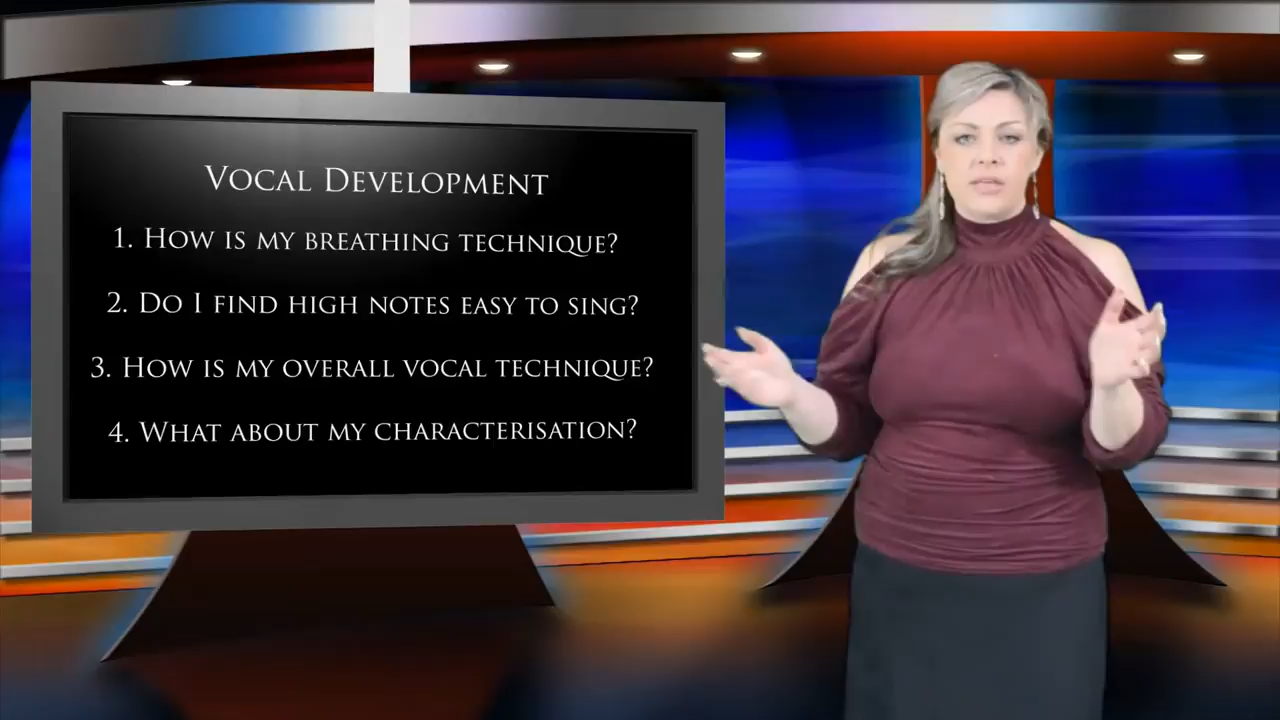 Vocal Development
1. How is my breathing technique?
2. Do I find high notes easy to sing?
3. How is my overall vocal technique?
4. What about my characterisation?